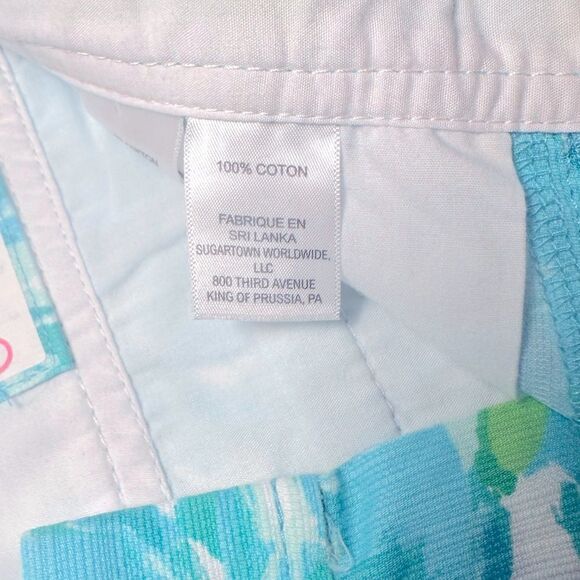 100% COTON
FABRIQUE EN
SRI LANKA
SUGARTOWN WORLDWIDE,
LLC
800 THIRD AVENUE
KING OF PRUSSIA, PA